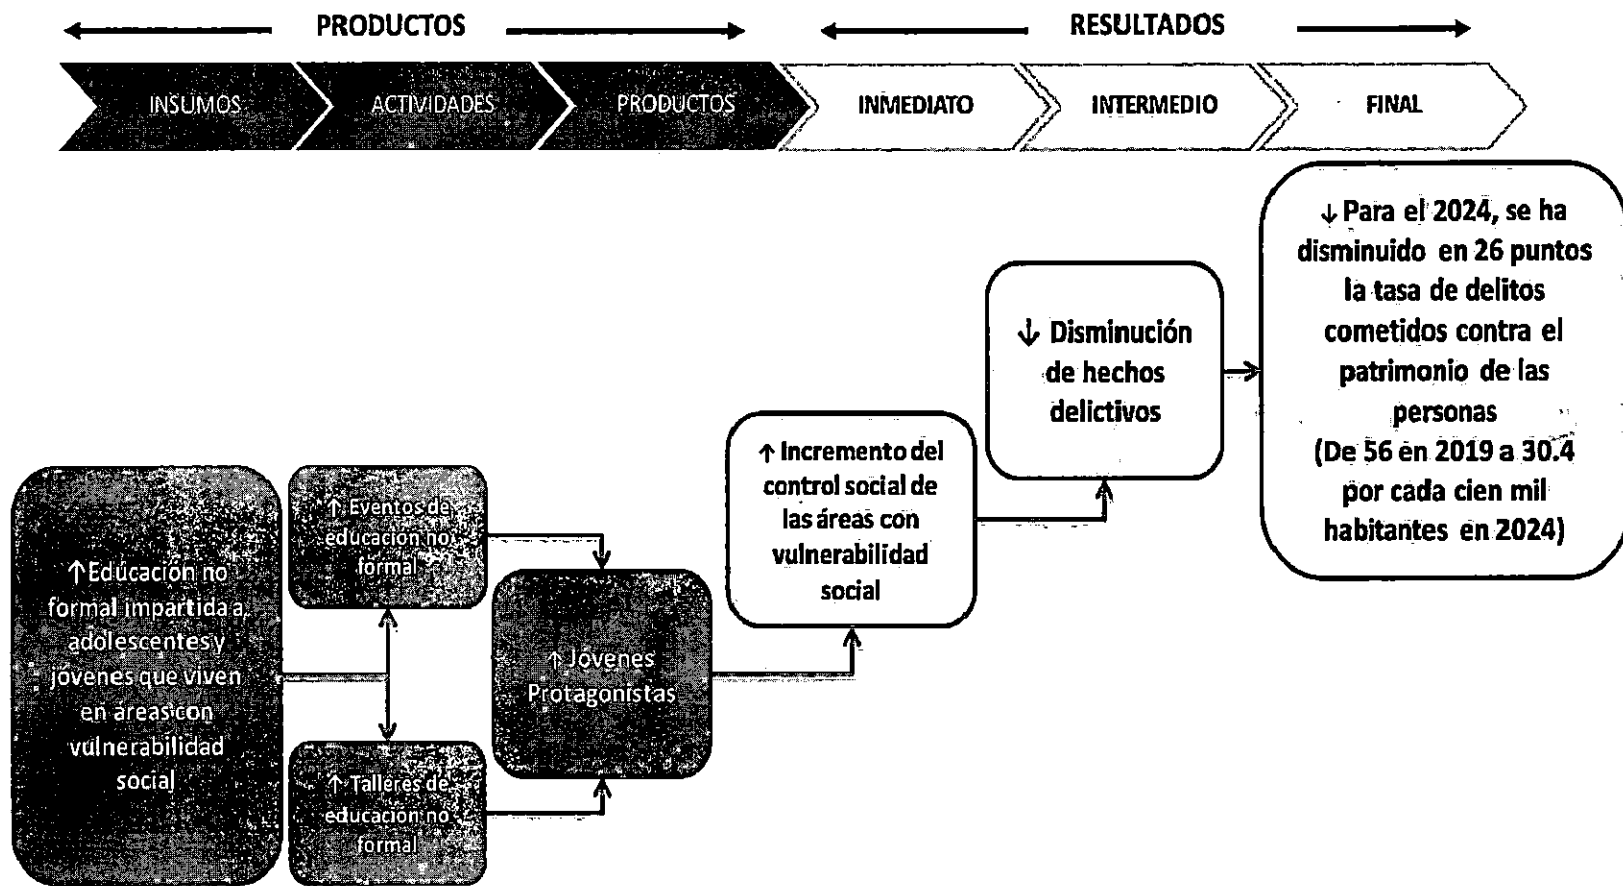 PRODUCTOS
RESULTADOS
INSUMOS
ACTIVIDADES
PRODUCTOS
INMEDIATO
INTERMEDIO
FINAL
↑Educación no
formal impartida a
adolescentes y
jóvenes que viven
en areas con
vulnerabilidad
social
↑ Eventos de
educacion no
formal
↑ Talleres de
educación no
formal
↑ Jóvenes
Protagonistas
↑ Incremento del
control social de
las áreas con
vulnerabilidad
social
↓ Disminución
de hechos
delictivos
↓ Para el 2024, se ha
disminuido en 26 puntos
la tasa de delitos
cometidos contra el
patrimonio de las
personas
(De 56 en 2019 a 30.4
por cada cien mil
habitantes en 2024)